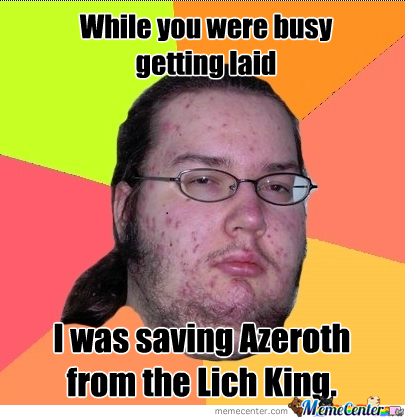 While you were busy
getting laid
I was saving Azeroth
from the Lich King.
memecenter.com MemeCenter